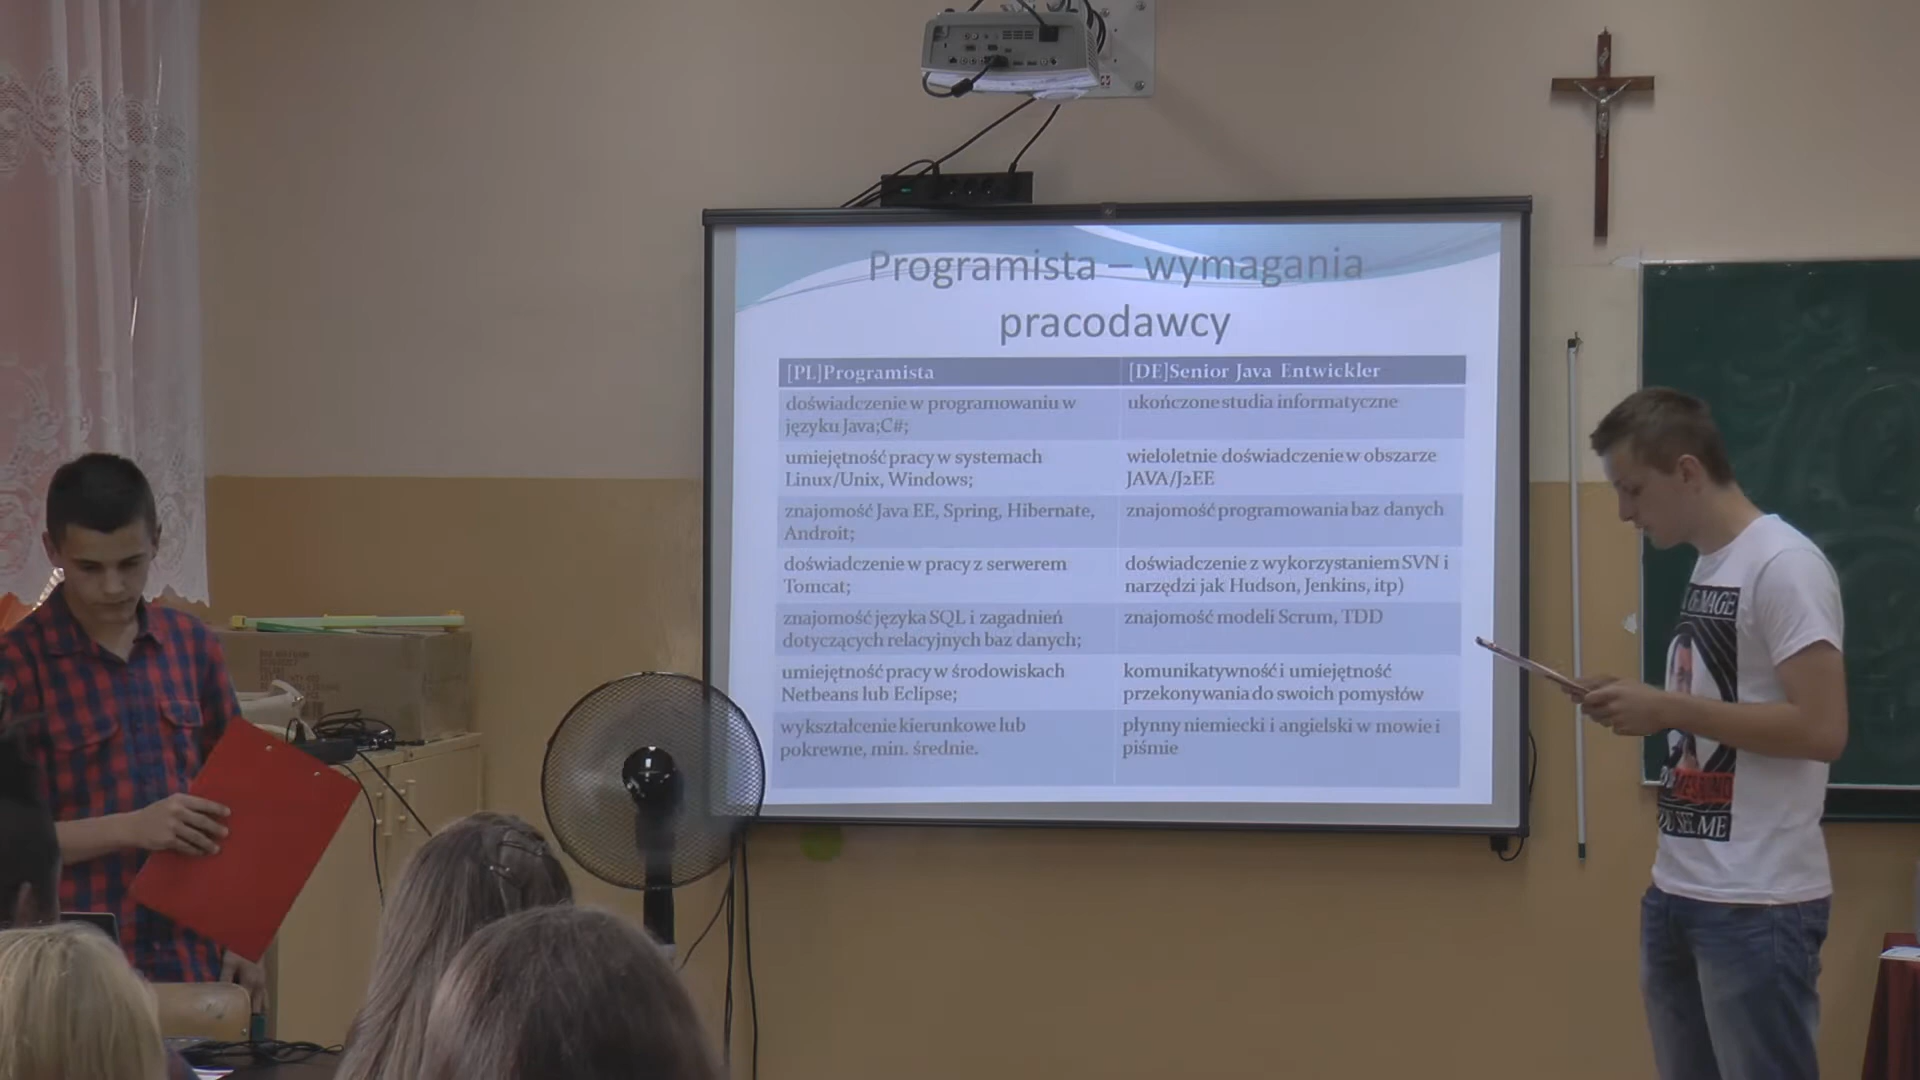 Programista – wymagania
pracodawcy
[PL]Programista
[DE]Senior Java Entwickler
doświadczenie w programowaniu w
języku Java;C#;
ukończone studia informatyczne
umiejętność pracy w systemach
Linux/Unix, Windows;
wieloletnie doświadczenie w obszarze
JAVA/J2EE
znajomość Java EE, Spring, Hibernate,
Androit;
znajomość programowania baz danych
doświadczenie w pracy z serwerem
Tomcat;
doświadczenie z wykorzystaniem SVN i
narzędzi jak Hudson, Jenkins, itp)
znajomość języka SQL i zagadnień
dotyczących relacyjnych baz danych;
znajomość modeli Scrum, TDD
umiejętność pracy w środowiskach
Netbeans lub Eclipse;
komunikatywność i umiejętność
przekonywania do swoich pomysłów
wykształcenie kierunkowe lub
pokrewne, min. średnie.
płynny niemiecki i angielski w mowie i
piśmie
ME